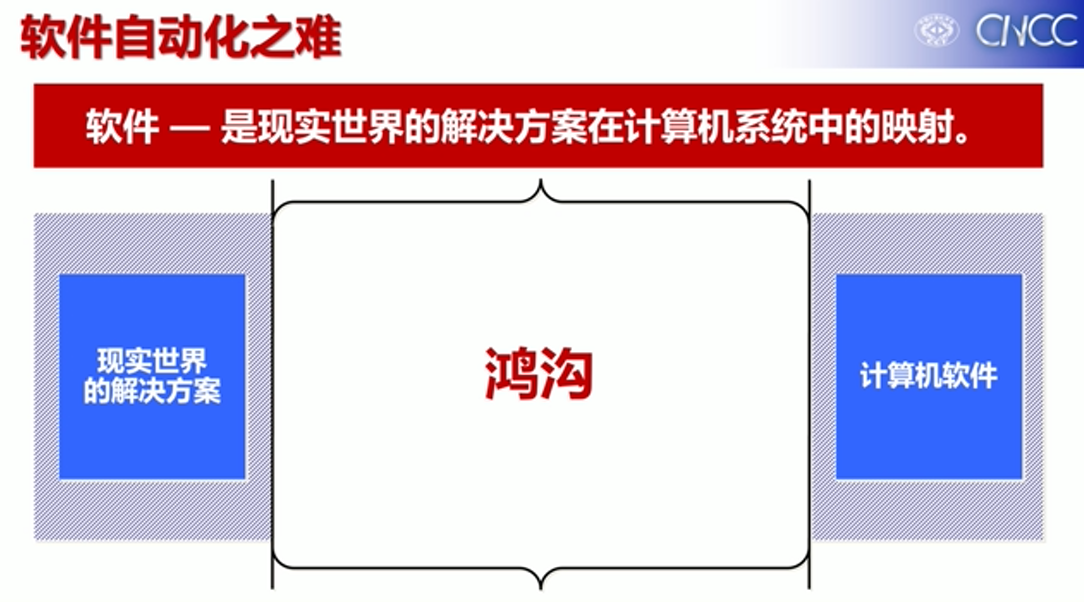 软件自动化之难
CNCC
软件 — 是现实世界的解决方案在计算机系统中的映射。
现实世界
的解决方案
鸿沟
计算机软件